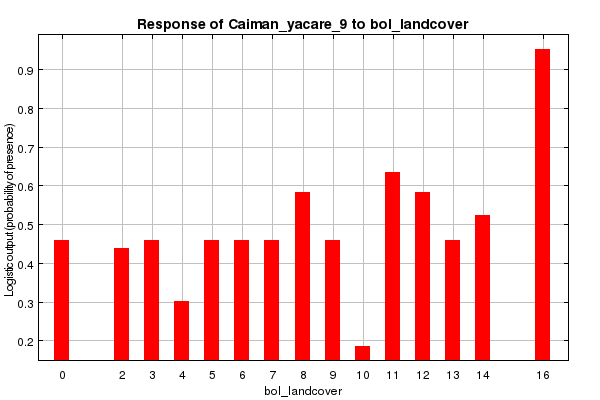 Response of Caiman_yacare_9 to bol_landcover
Logistic output (probability of presence)
0.9
0.8
0.7
0.6
0.5
0.4
0.3
0.2
0 2 3 4 5 6 7 8 9 10 11 12 13 14 16
bol_landcover